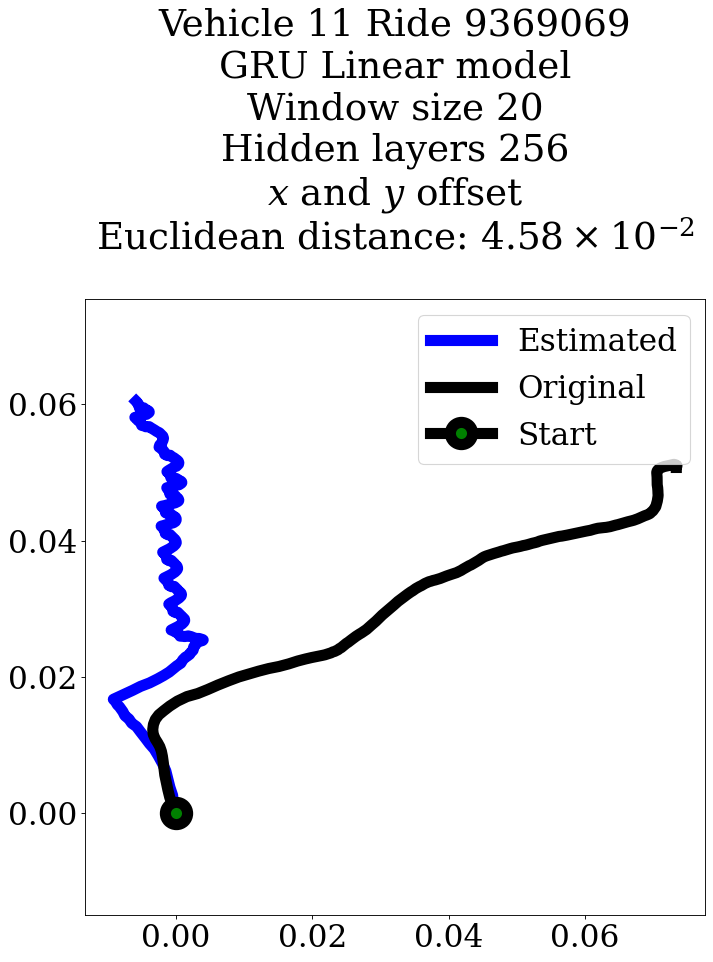 Vehicle 11 Ride 9369069
GRU Linear model
Window size 20
Hidden layers 256
x and y offset
Euclidean distance: 4.58 × 10⁻²
Estimated
Original
Start
0.06
0.04
0.02
0.00
0.00 0.02 0.04 0.06